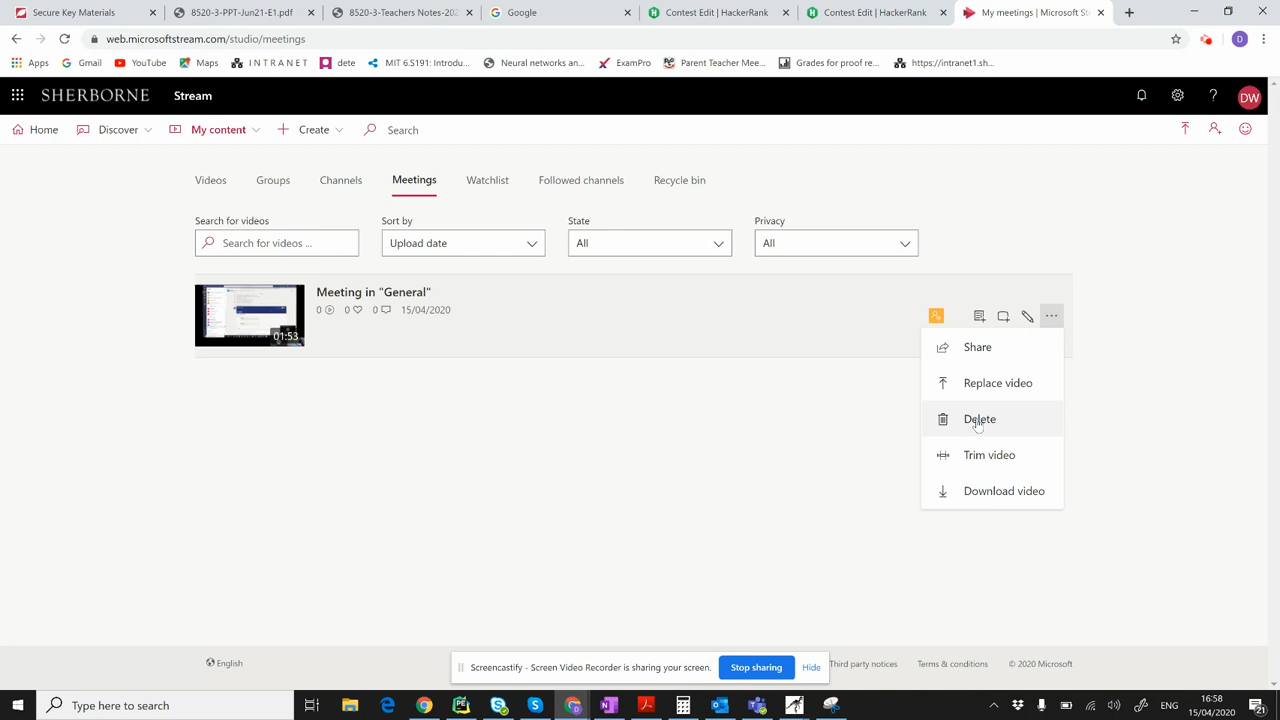 Secure Key Materials
8520-3-PPT-Jun21-E1.pdf
8520-3-Teachers Notes-202
Google
Contest Edit | HackerRank
Contest Edit | HackerRank
My meetings | Microsoft St
web.microsoftstream.com/studio/meetings
D
Apps
Gmail
YouTube
Maps
I N T R A N E T
dete
MIT 6.S191: Introdu...
Neural networks an...
ExamPro
Parent Teacher Mee...
Grades for proof re...
https://intranet1.sh...
SHERBORNE
Stream
DW
Home
Discover
My content
Create
Search
Videos
Groups
Channels
Meetings
Watchlist
Followed channels
Recycle bin
Search for videos
Sort by
State
Privacy
Search for videos ...
Upload date
All
All
Meeting in "General"
0
0
0
15/04/2020
01:53
Share
Replace video
Delete
Trim video
Download video
English
Screencastify - Screen Video Recorder is sharing your screen.
Stop sharing
Hide
Third party notices
Terms & conditions
© 2020 Microsoft
Type here to search
ENG
16:58
15/04/2020
21